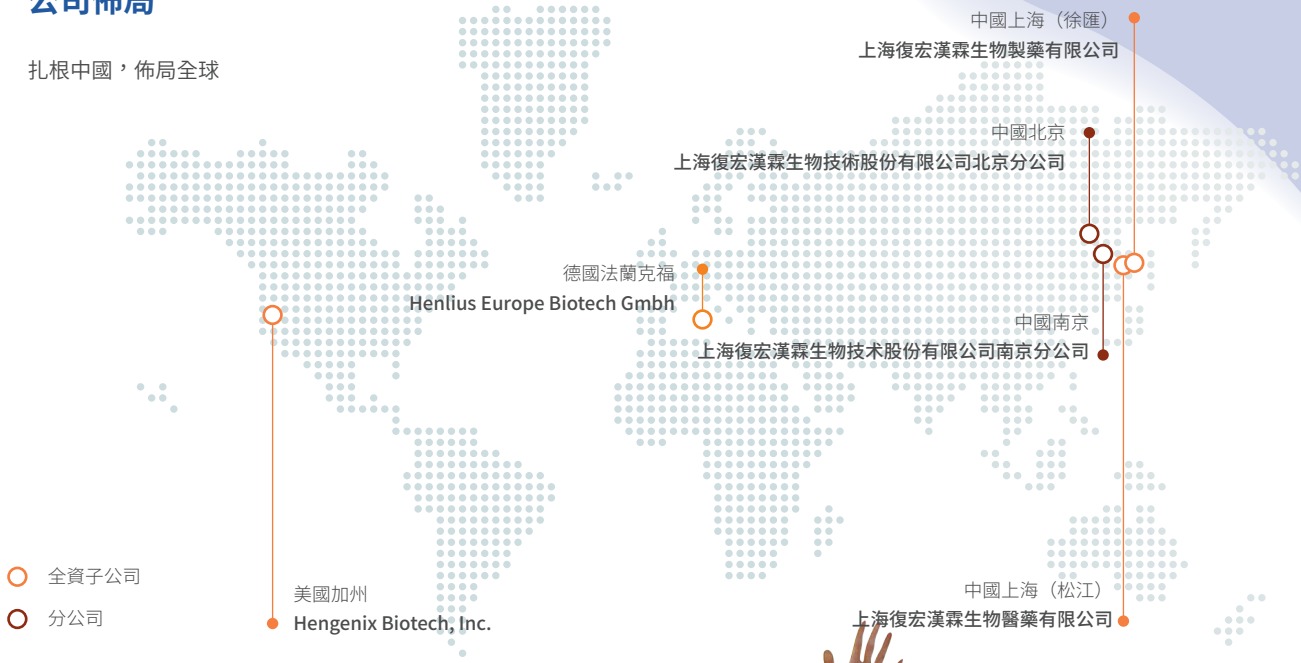 公司佈局
扎根中國，佈局全球
中國上海（徐匯）
上海復宏漢霖生物製藥有限公司
中國北京
上海復宏漢霖生物技術股份有限公司北京分公司
德國法蘭克福
Henlius Europe Biotech Gmbh
中國南京
上海復宏漢霖生物技术股份有限公司南京分公司
全資子公司
分公司
美國加州
Hengenix Biotech, Inc.
中國上海（松江）
上海復宏漢霖生物醫藥有限公司